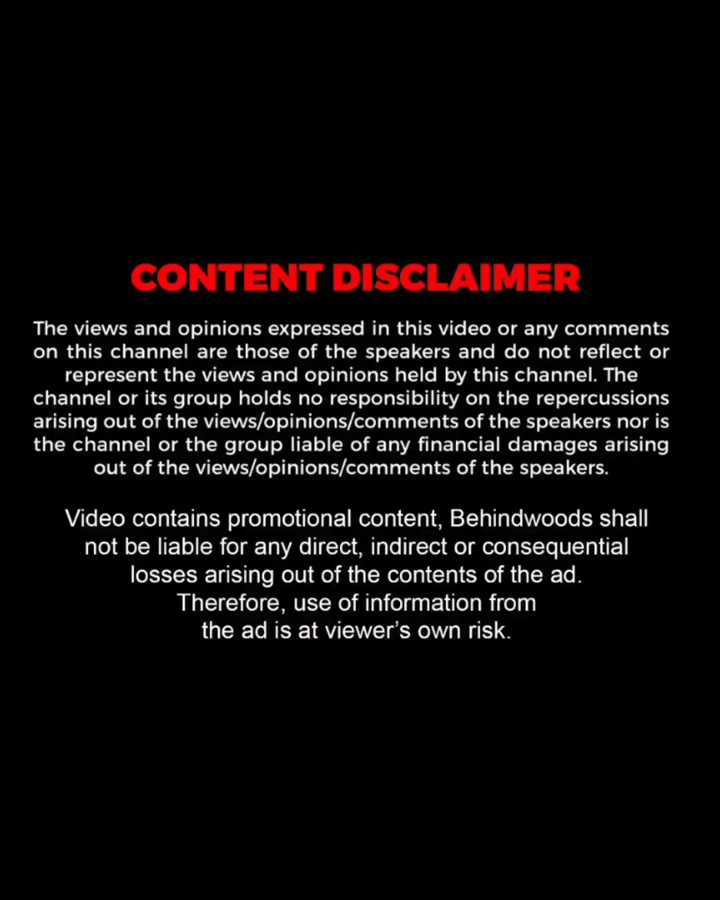 CONTENT DISCLAIMER
The views and opinions expressed in this video or any comments
on this channel are those of the speakers and do not reflect or
represent the views and opinions held by this channel. The
channel or its group holds no responsibility on the repercussions
arising out of the views/opinions/comments of the speakers nor is
the channel or the group liable of any financial damages arising
out of the views/opinions/comments of the speakers.
Video contains promotional content, Behindwoods shall
not be liable for any direct, indirect or consequential
losses arising out of the contents of the ad.
Therefore, use of information from
the ad is at viewer’s own risk.